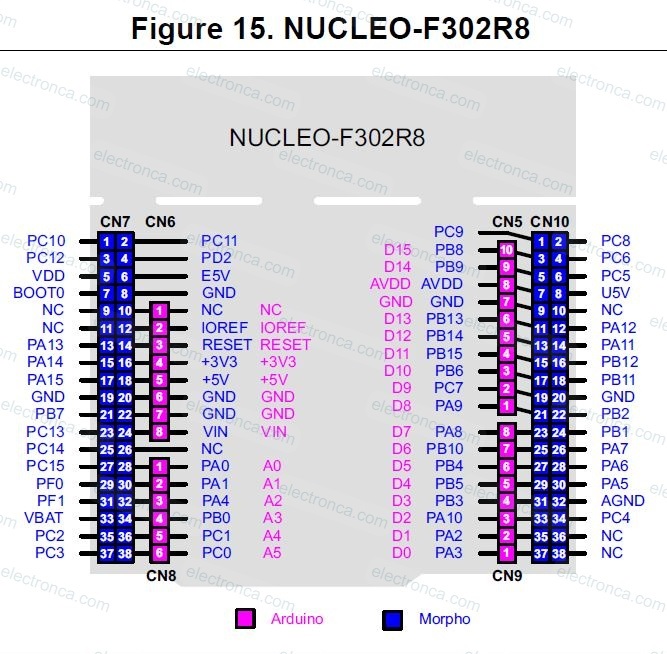 Figure 15. NUCLEO-F302R8
NUCLEO-F302R8
CN7 CN6 CN5 CN10
PC9
PC10 1 2 PC11 D15 PB8 10 1 2 PC8
PC12 3 4 PD2 D14 PB9 9 3 4 PC6
VDD 5 6 E5V AVDD AVDD 8 5 6 PC5
BOOT0 7 8 GND GND GND 7 7 8 U5V
NC 9 10 1 NC NC D13 PB13 6 9 10 NC
NC 11 12 2 IOREF IOREF D12 PB14 5 11 12 PA12
PA13 13 14 3 RESET RESET D11 PB15 4 13 14 PA11
PA14 15 16 4 +3V3 +3V3 D10 PB6 3 15 16 PB12
PA15 17 18 5 +5V +5V D9 PC7 2 17 18 PB11
GND 19 20 6 GND GND D8 PA9 1 19 20 GND
PB7 21 22 7 GND GND 21 22 PB2
PC13 23 24 8 VIN VIN D7 PA8 8 23 24 PB1
PC14 25 26 NC D6 PB10 7 25 26 PA7
PC15 27 28 1 PA0 A0 D5 PB4 6 27 28 PA6
PF0 29 30 2 PA1 A1 D4 PB5 5 29 30 PA5
PF1 31 32 3 PA4 A2 D3 PB3 4 31 32 AGND
VBAT 33 34 4 PB0 A3 D2 PA10 3 33 34 PC4
PC2 35 36 5 PC1 A4 D1 PA2 2 35 36 NC
PC3 37 38 6 PC0 A5 D0 PA3 1 37 38 NC
CN8 CN9
Arduino Morpho
electronca.com